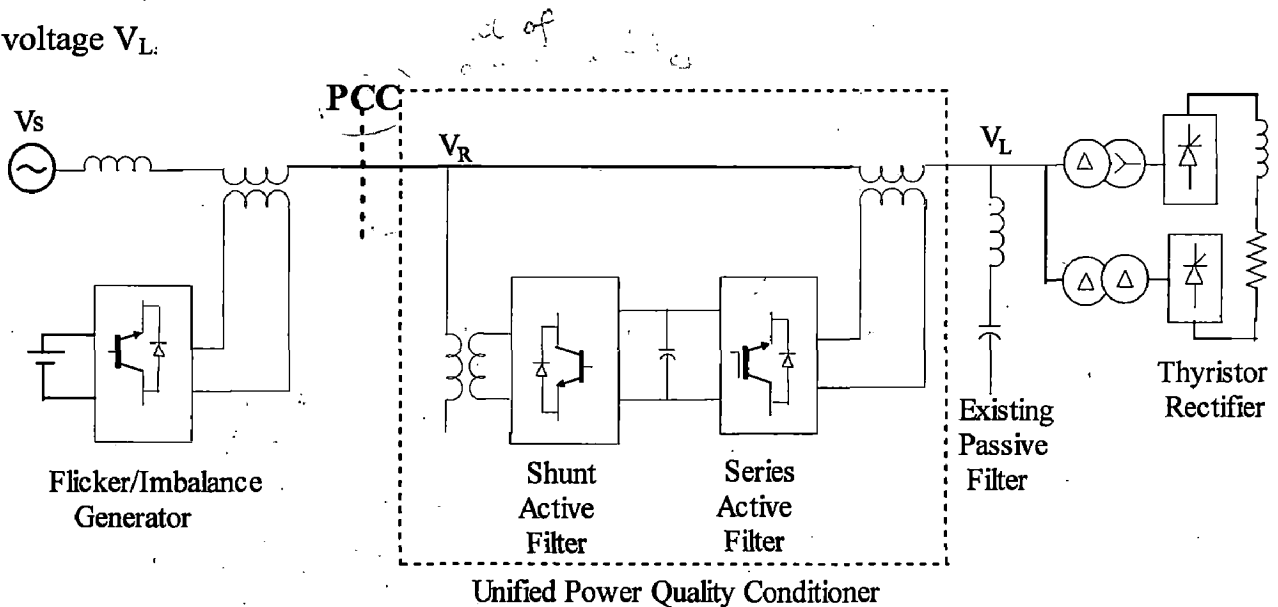 voltage V_L.
of
PCC
Vs
V_R
V_L
Δ
Δ Δ
Thyristor
Rectifier
Existing
Passive
Filter
Flicker/Imbalance
Generator
Shunt
Active
Filter
Series
Active
Filter
Unified Power Quality Conditioner